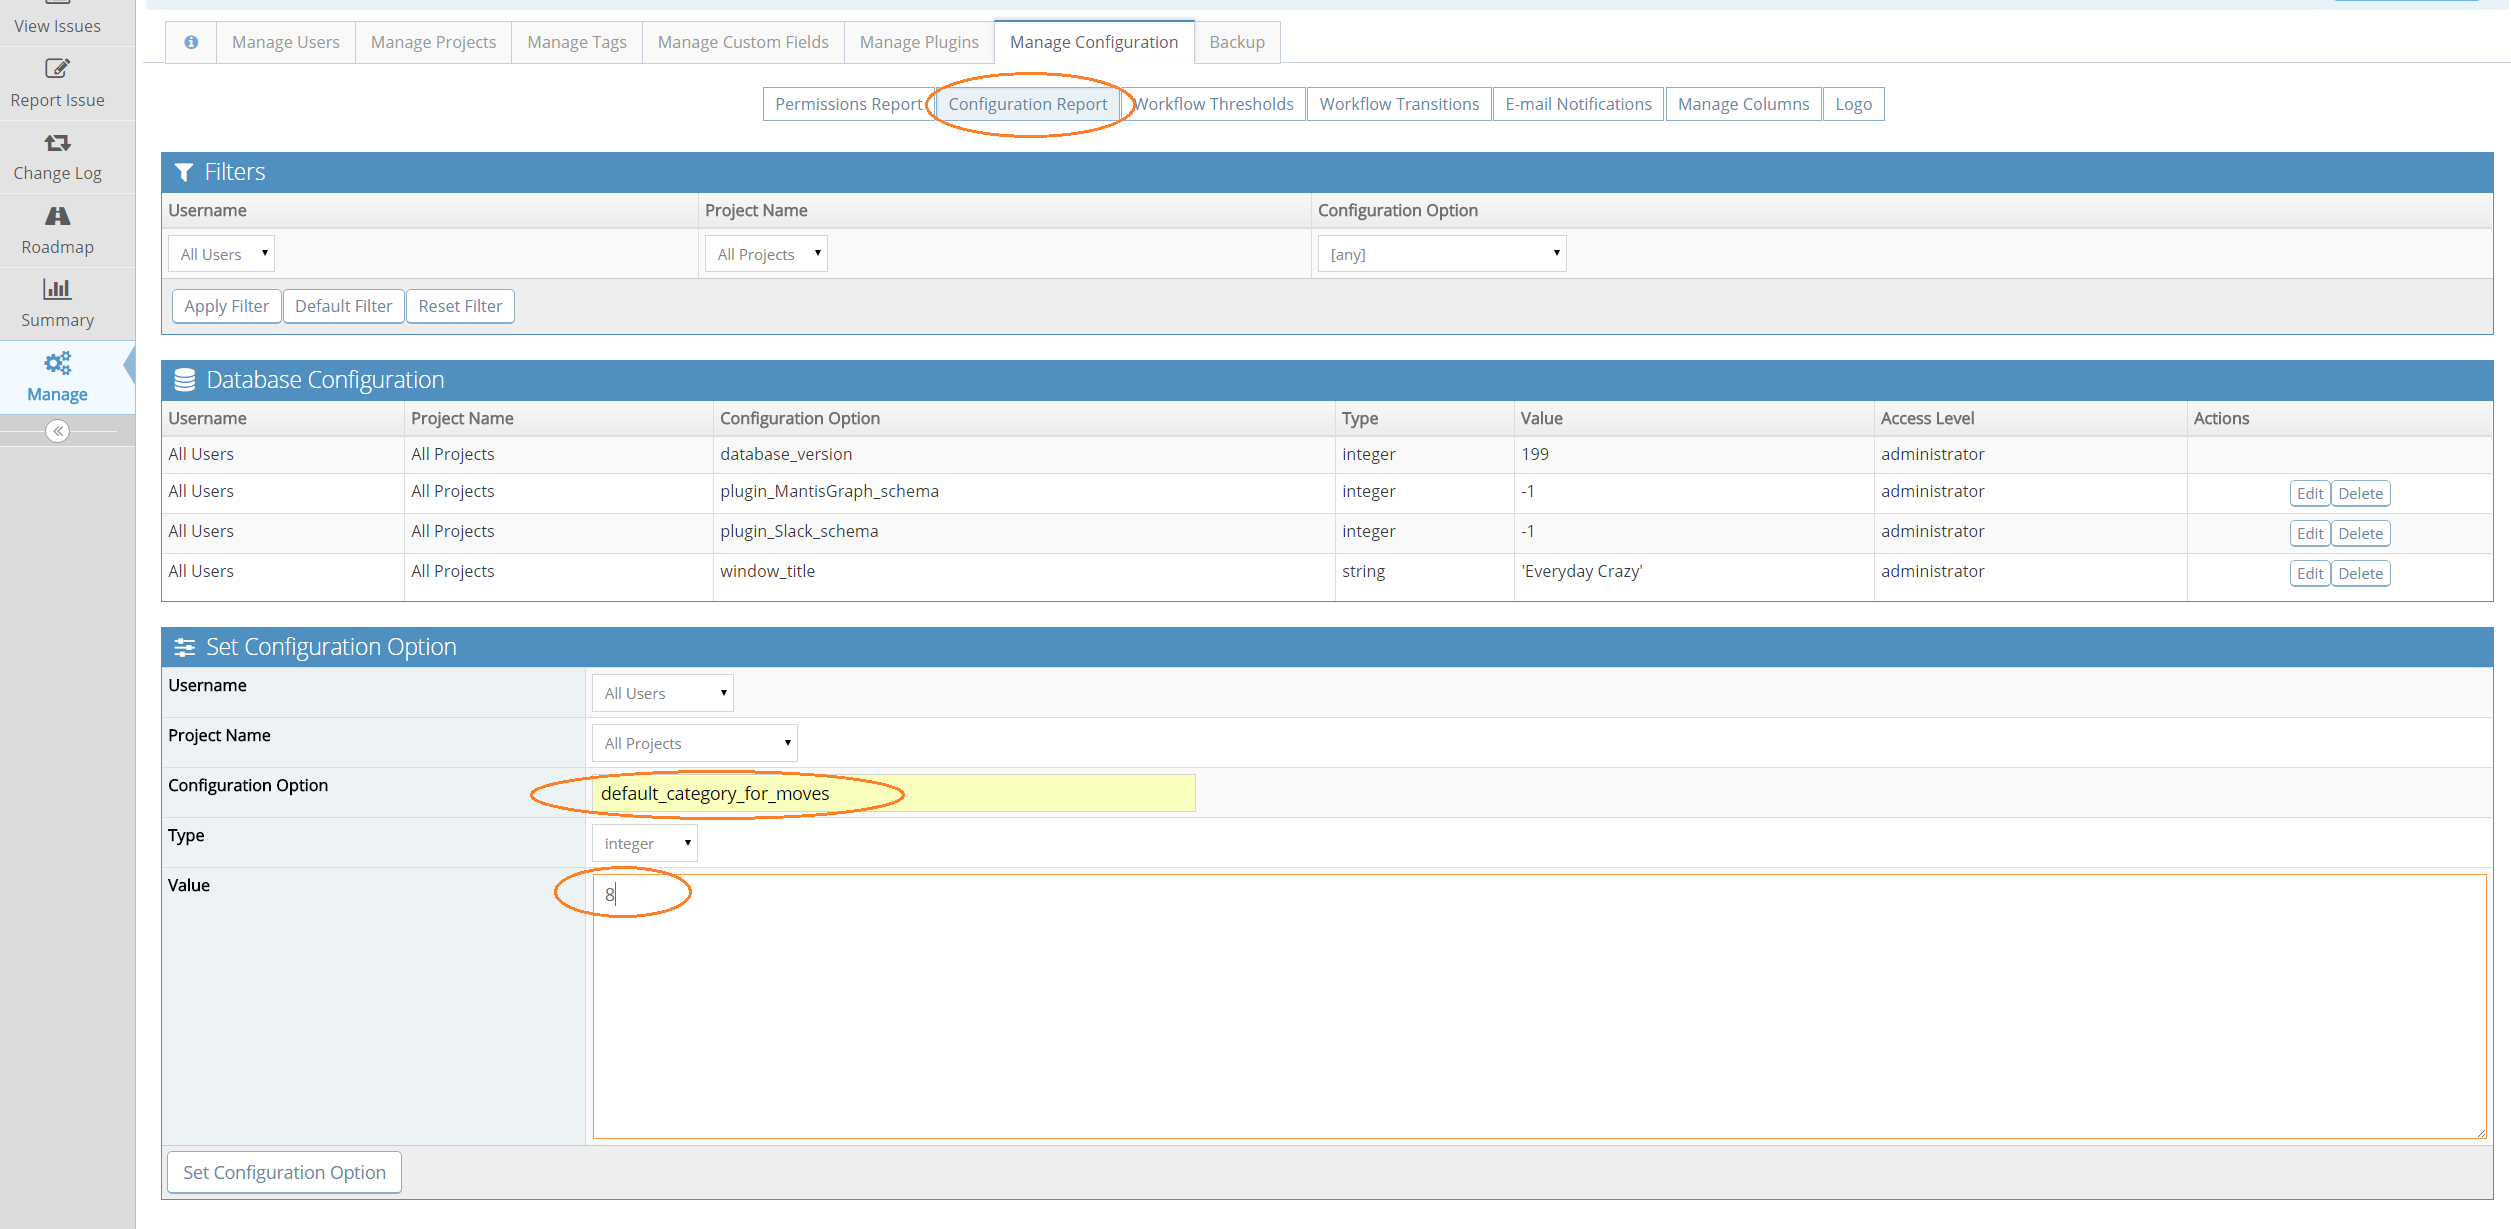 View Issues
Report Issue
Change Log
Roadmap
Summary
Manage
Manage Users Manage Projects Manage Tags Manage Custom Fields Manage Plugins Manage Configuration Backup
Permissions Report Configuration Report Workflow Thresholds Workflow Transitions E-mail Notifications Manage Columns Logo
Filters
Username Project Name Configuration Option
All Users All Projects [any]
Apply Filter Default Filter Reset Filter
Database Configuration
Username Project Name Configuration Option Type Value Access Level Actions
All Users All Projects database_version integer 199 administrator
All Users All Projects plugin_MantisGraph_schema integer -1 administrator Edit Delete
All Users All Projects plugin_Slack_schema integer -1 administrator Edit Delete
All Users All Projects window_title string 'Everyday Crazy' administrator Edit Delete
Set Configuration Option
Username All Users
Project Name All Projects
Configuration Option default_category_for_moves
Type integer
Value 8
Set Configuration Option